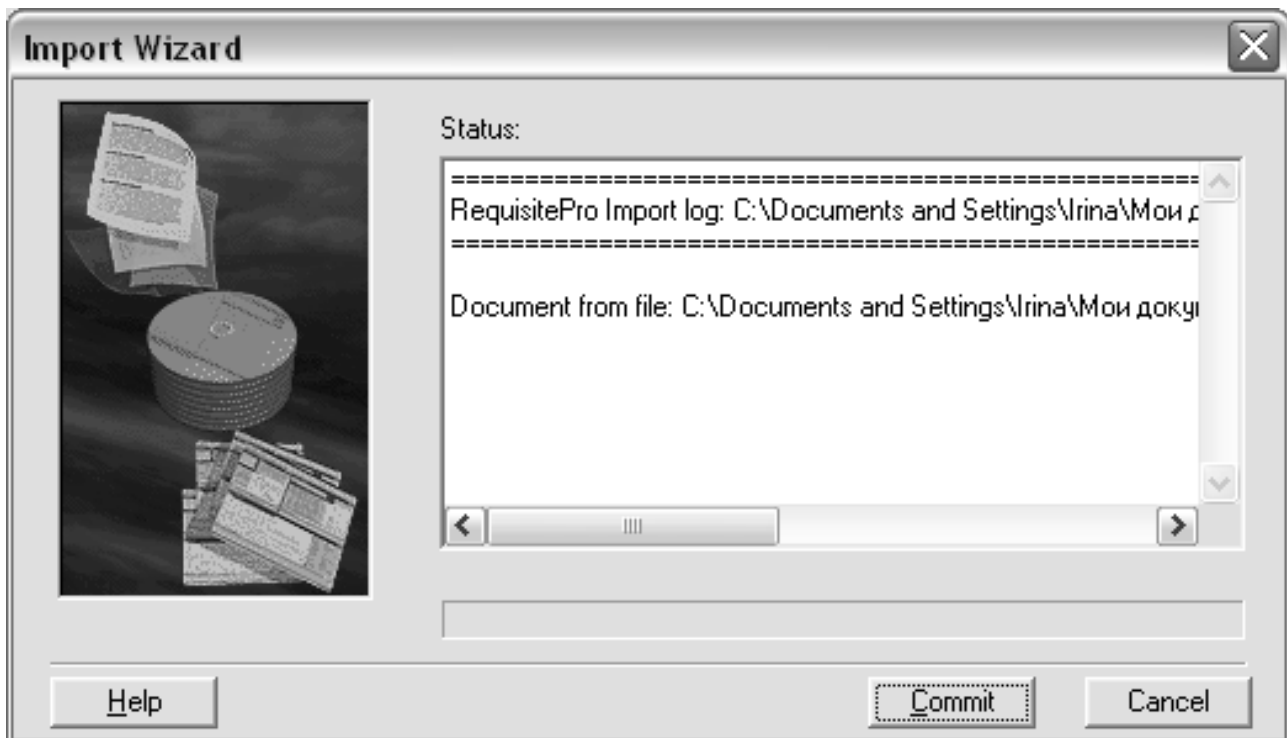 Import Wizard
Status:
====================================================
RequisitePro Import log: C:\Documents and Settings\Irina\Мои д
====================================================
Document from file: C:\Documents and Settings\Irina\Мои докум
Help
Commit
Cancel